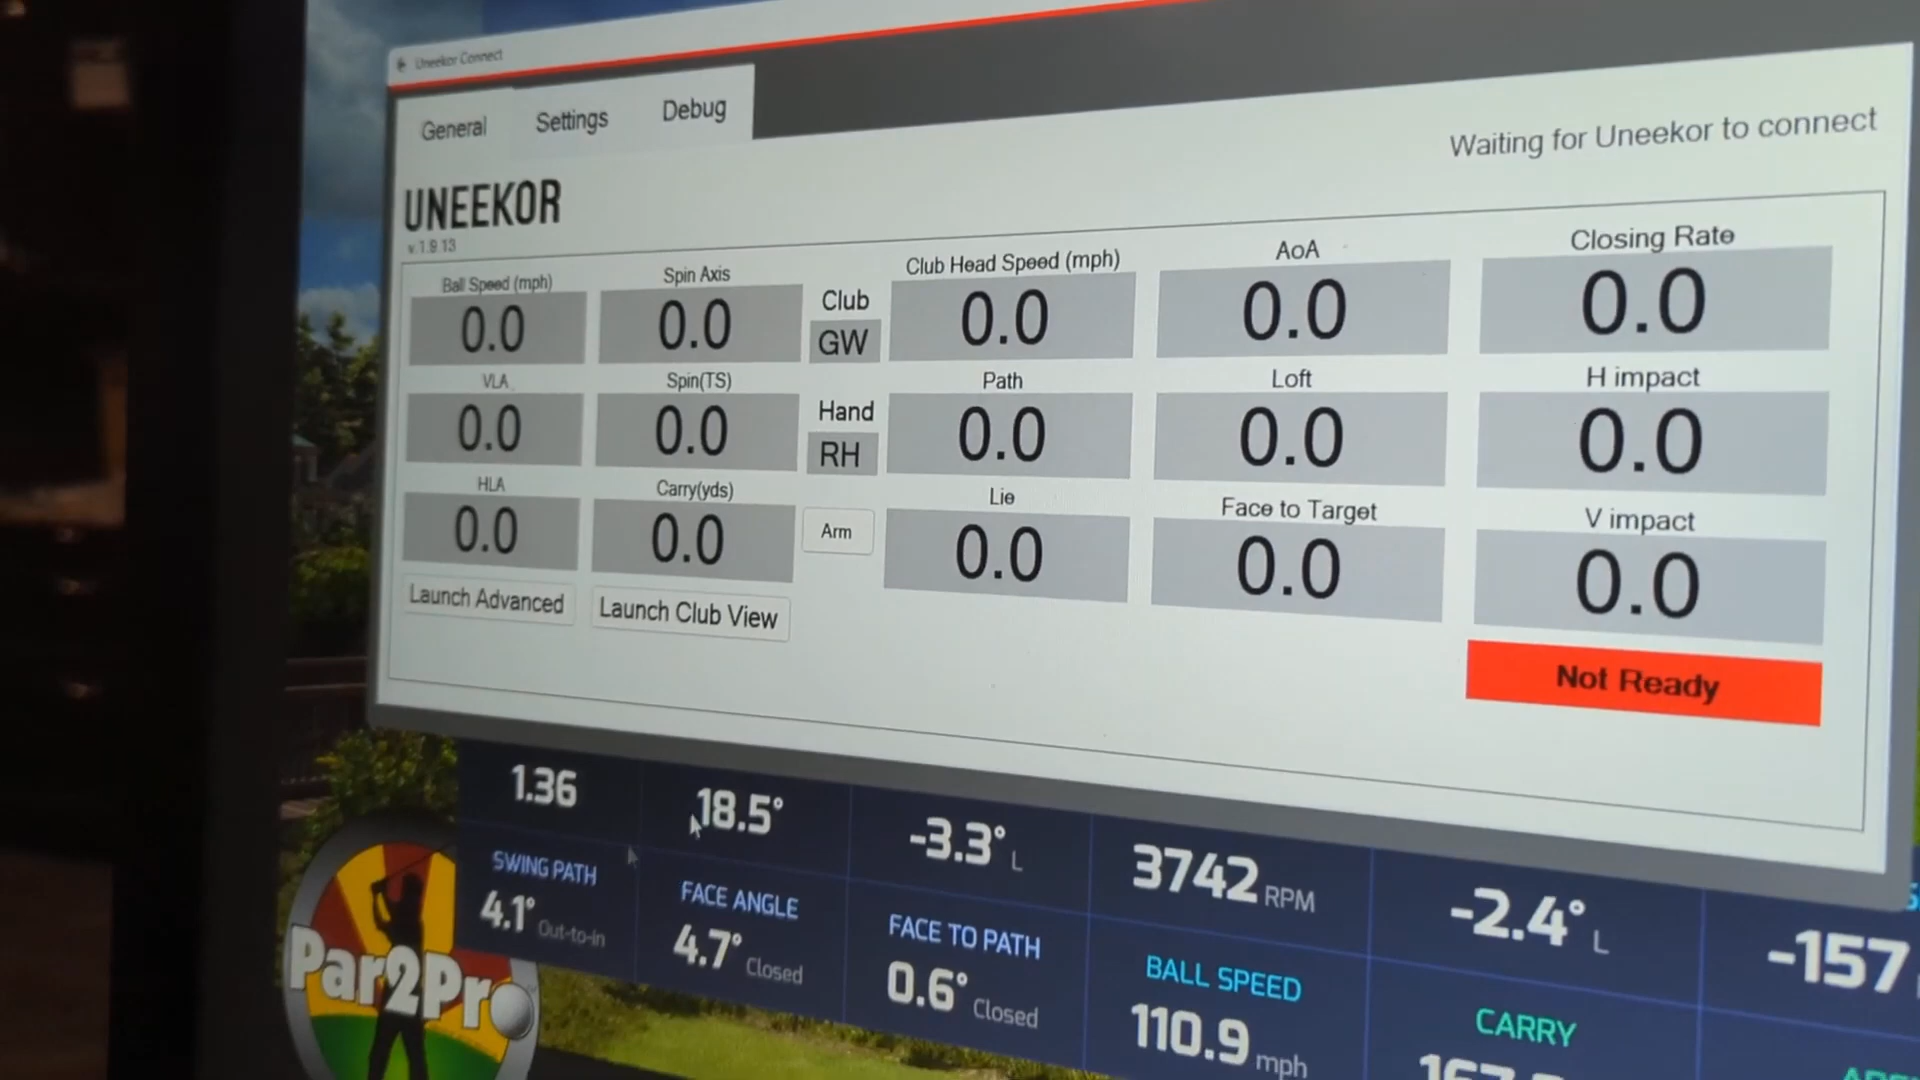 Uneekor Connect
General Settings Debug
Waiting for Uneekor to connect
UNEEKOR
v.1.9.13
Ball Speed (mph) Spin Axis Club Club Head Speed (mph) AoA Closing Rate
0.0 0.0 GW 0.0 0.0 0.0
VLA Spin(TS) Hand Path Loft H impact
0.0 0.0 RH 0.0 0.0 0.0
HLA Carry(yds) Arm Lie Face to Target V impact
0.0 0.0 0.0 0.0 0.0
Launch Advanced Launch Club View
Not Ready
1.36 18.5° -3.3° L 3742 RPM -2.4° L -157
SWING PATH FACE ANGLE FACE TO PATH BALL SPEED CARRY
4.1° Out-to-in 4.7° Closed 0.6° Closed 110.9 mph
Par2Pro